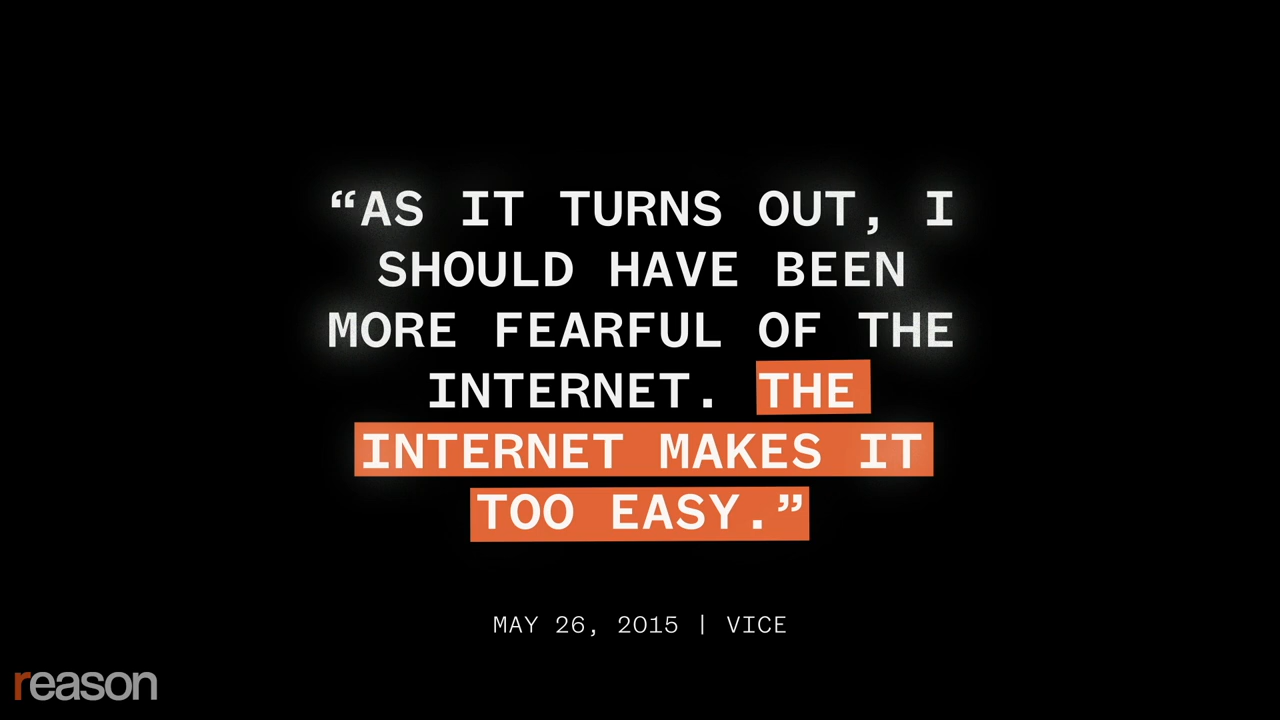 “AS IT TURNS OUT, I
SHOULD HAVE BEEN
MORE FEARFUL OF THE
INTERNET. THE
INTERNET MAKES IT
TOO EASY.”
MAY 26, 2015 | VICE
reason